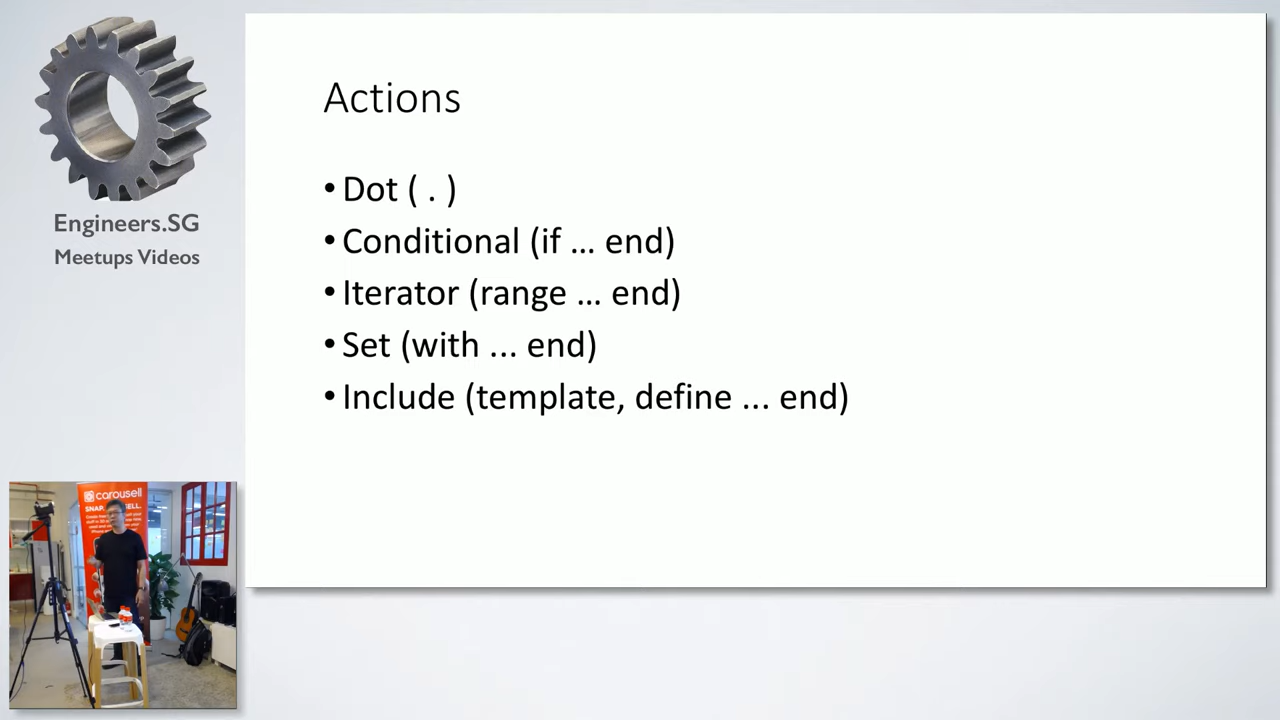 Engineers.SG
Meetups Videos
Actions
•Dot ( . )
•Conditional (if … end)
•Iterator (range … end)
•Set (with ... end)
•Include (template, define ... end)
carousell